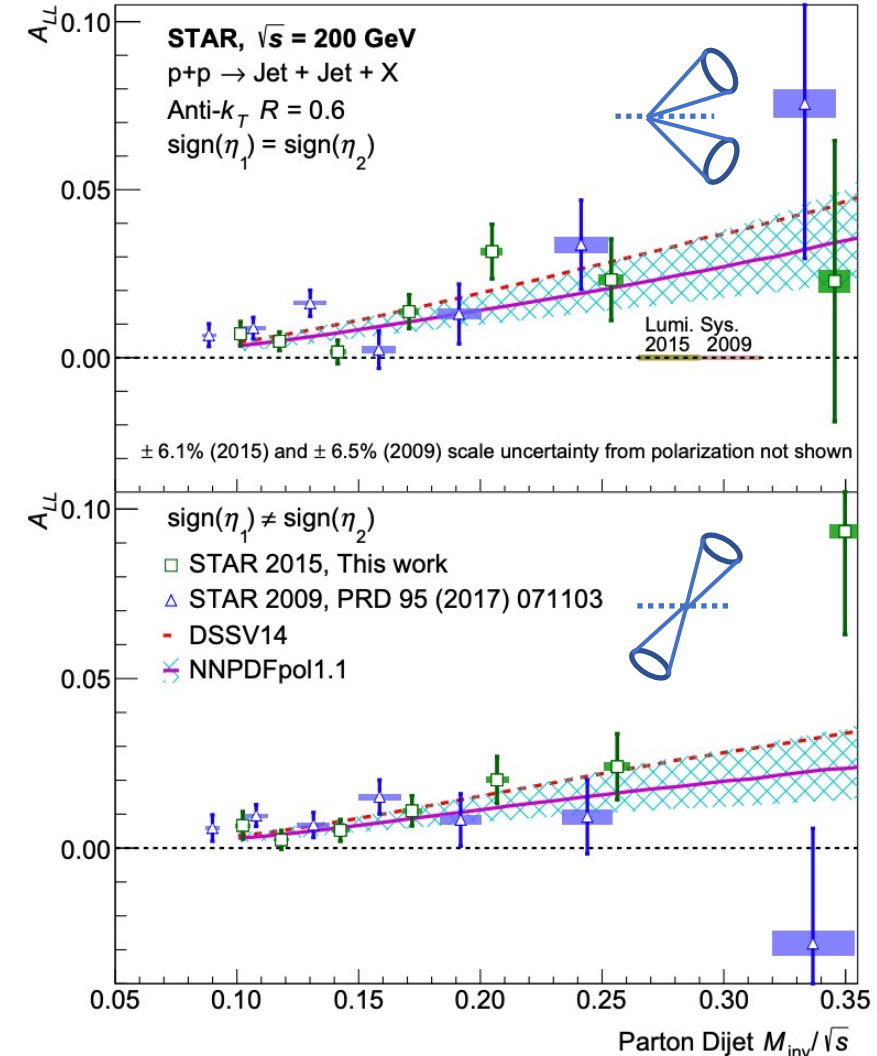 A_LL
0.10
STAR, √s = 200 GeV
p+p → Jet + Jet + X
Anti-k_T R = 0.6
sign(η_1) = sign(η_2)
0.05
Lumi. Sys.
2015 2009
0.00
± 6.1% (2015) and ± 6.5% (2009) scale uncertainty from polarization not shown
A_LL
0.10
sign(η_1) ≠ sign(η_2)
STAR 2015, This work
STAR 2009, PRD 95 (2017) 071103
DSSV14
NNPDFpol1.1
0.05
0.00
0.05 0.10 0.15 0.20 0.25 0.30 0.35
Parton Dijet M_inv/√s